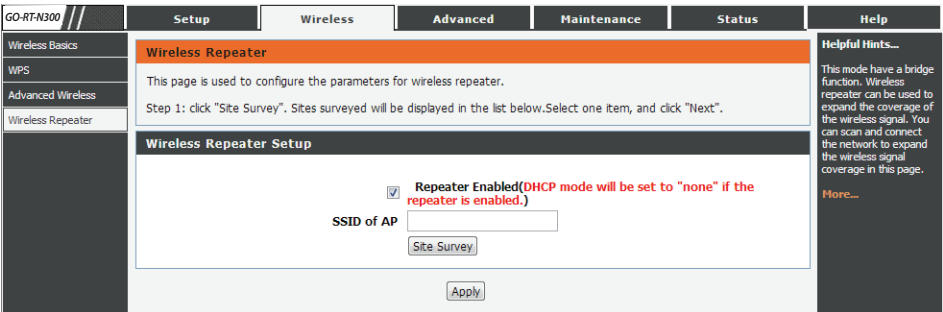 GO-RT-N300
Setup
Wireless
Advanced
Maintenance
Status
Help
Wireless Basics
WPS
Advanced Wireless
Wireless Repeater
Wireless Repeater
This page is used to configure the parameters for wireless repeater.
Step 1: click "Site Survey". Sites surveyed will be displayed in the list below.Select one item, and click "Next".
Wireless Repeater Setup
Repeater Enabled(DHCP mode will be set to "none" if the
repeater is enabled.)
SSID of AP
Site Survey
Apply
Helpful Hints...
This mode have a bridge
function. Wireless
repeater can be used to
expand the coverage of
the wireless signal. You
can scan and connect
the network to expand
the wireless signal
coverage in this page.
More...